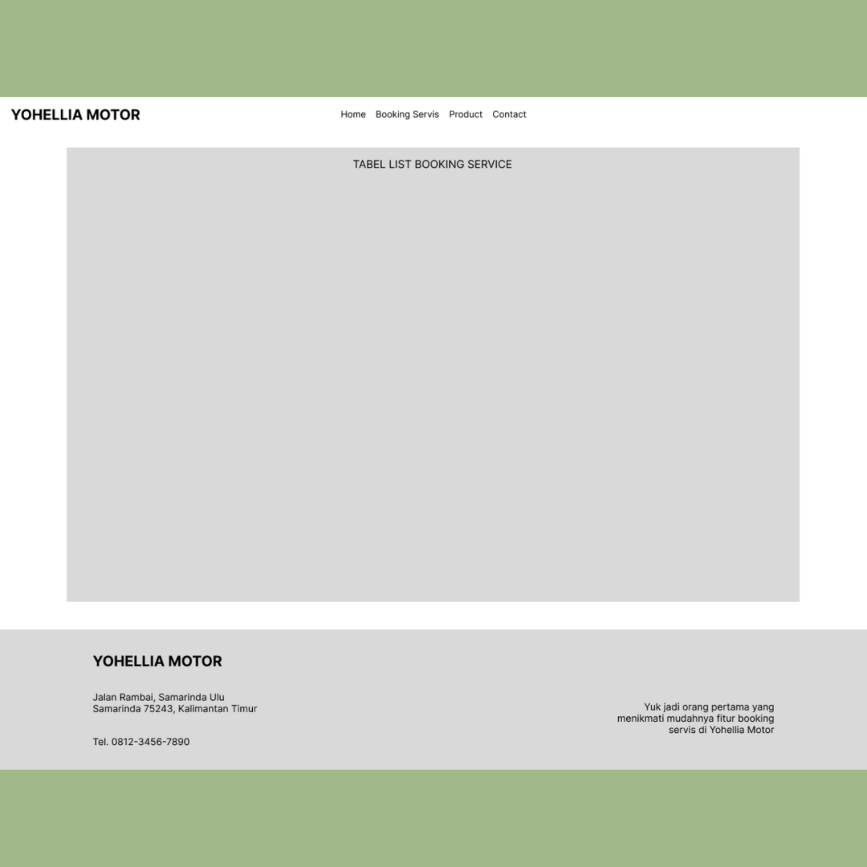 YOHELLIA MOTOR
Home Booking Servis Product Contact
TABEL LIST BOOKING SERVICE
YOHELLIA MOTOR
Jalan Rambai, Samarinda Ulu
Samarinda 75243, Kalimantan Timur
Tel. 0812-3456-7890
Yuk jadi orang pertama yang
menikmati mudahnya fitur booking
servis di Yohellia Motor